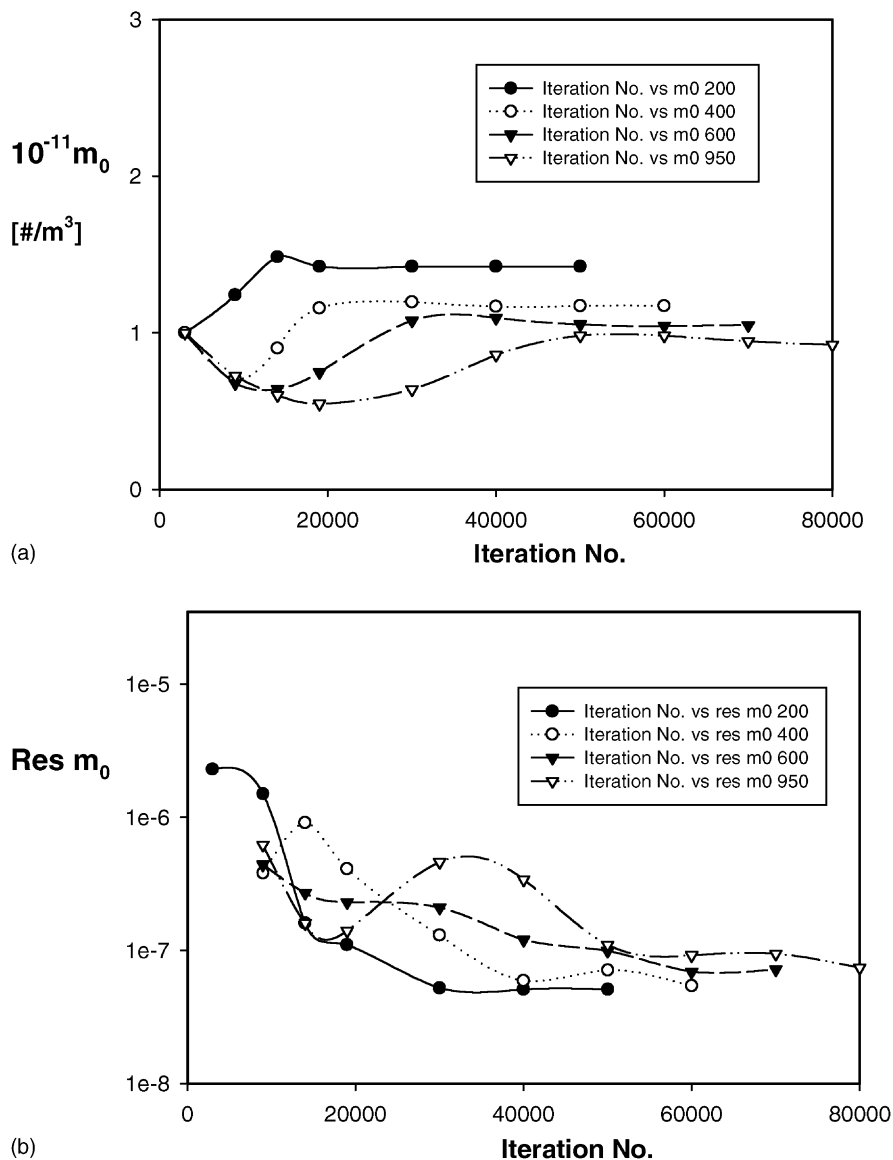 3
Iteration No. vs m0 200
Iteration No. vs m0 400
Iteration No. vs m0 600
Iteration No. vs m0 950
10⁻¹¹m₀
2
[#/m³]
1
0
0 20000 40000 60000 80000
(a)
Iteration No.
1e-5
Iteration No. vs res m0 200
Iteration No. vs res m0 400
Iteration No. vs res m0 600
Iteration No. vs res m0 950
Res m₀
1e-6
1e-7
1e-8
0 20000 40000 60000 80000
(b)
Iteration No.